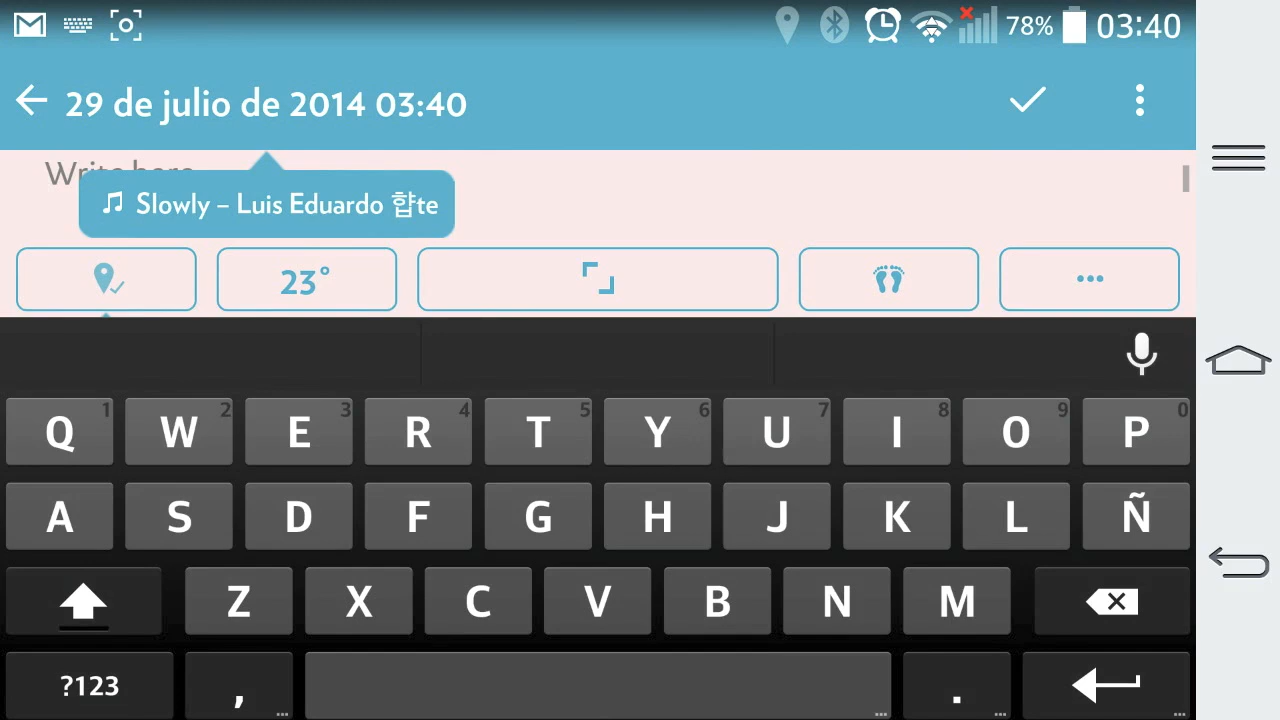 78% 03:40
29 de julio de 2014 03:40
Slowly – Luis Eduardo 햡te
23°
Q 1 W 2 E 3 R 4 T 5 Y 6 U 7 I 8 O 9 P 0
A S D F G H J K L Ñ
Z X C V B N M
?123 , ... ... . ... ...